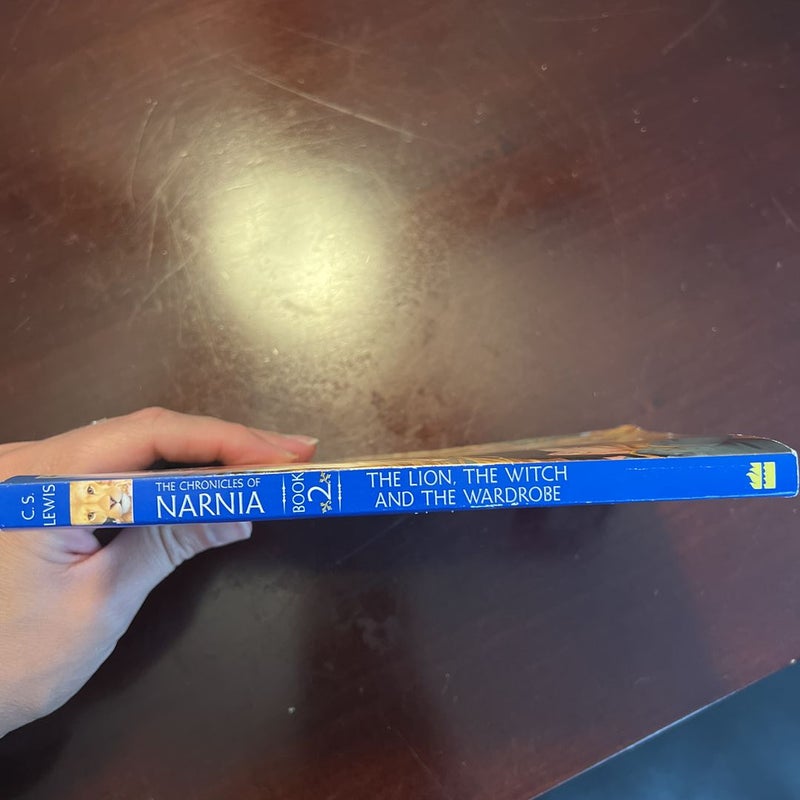 C. S.
LEWIS
THE CHRONICLES OF
NARNIA
BOOK
2
THE LION, THE WITCH
AND THE WARDROBE